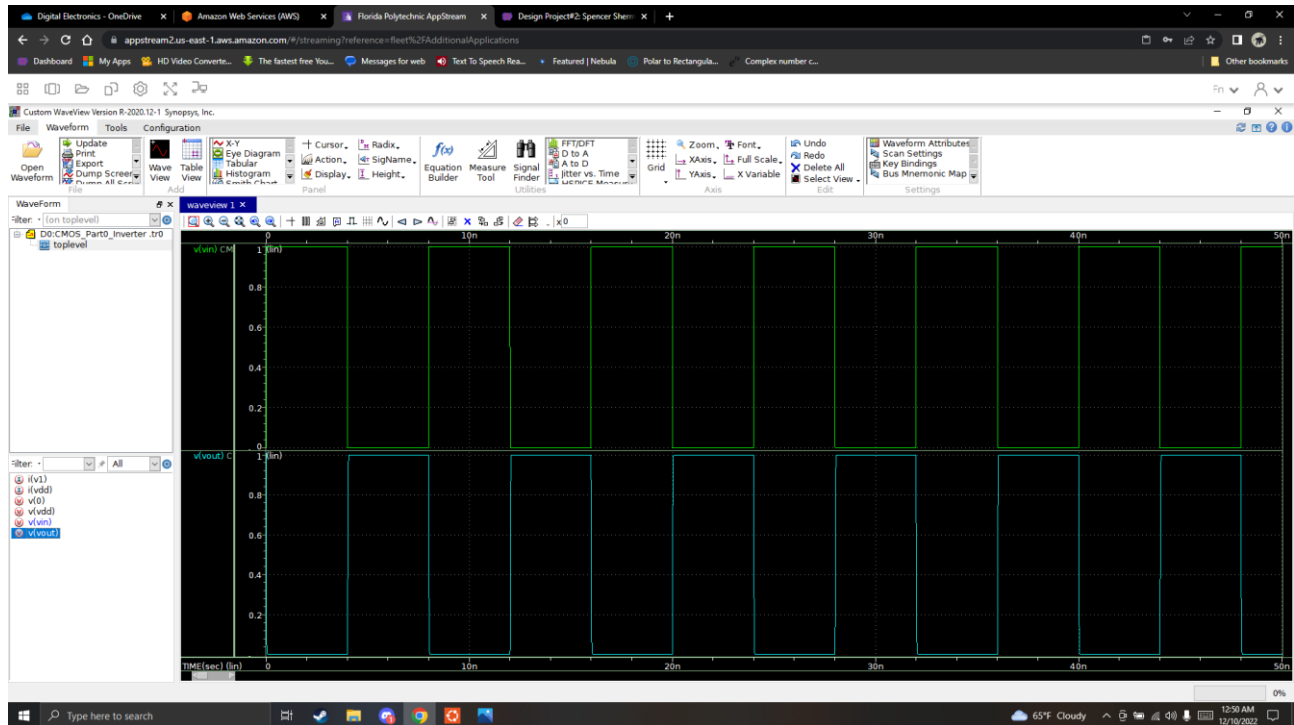 Digital Electronics - OneDrive
Amazon Web Services (AWS)
Florida Polytechnic AppStream
Design Project#2: Spencer Sherm
appstream2.us-east-1.aws.amazon.com/#/streaming?reference=fleet%2FAdditionalApplications
Dashboard My Apps HD Video Converte... The fastest free You... Messages for web Text To Speech Rea... Featured | Nebula Polar to Rectangula... Complex number c... Other bookmarks
En
Custom WaveView Version R-2020.12-1 Synopsys, Inc.
File Waveform Tools Configuration
Open Waveform
Update
Print
Export
Dump Screen
File
Wave View
Table View
Add
X-Y
Eye Diagram
Tabular
Histogram
Smith Chart
Cursor
Action
Display
Radix
SigName
Height
Panel
f(x)
Equation Builder
Measure Tool
Signal Finder
FFT/DFT
D to A
A to D
Jitter vs. Time
Utilities
Grid
Zoom
XAxis
YAxis
Font
Full Scale
X Variable
Axis
Undo
Redo
Delete All
Select View
Edit
Waveform Attributes
Scan Settings
Key Bindings
Bus Mnemonic Map
Settings
WaveForm
waveview 1
(on toplevel)
x0
D0:CMOS_Part0_Inverter .tr0
toplevel
0 10n 20n 30n 40n 50n
v(vin) CM 1 (lin)
0.8
0.6
0.4
0.2
0
v(vout) C 1 (lin)
0.8
0.6
0.4
0.2
TIME(sec) (lin) 0 10n 20n 30n 40n 50n
All
i(v1)
i(vdd)
v(0)
v(vdd)
v(vin)
v(vout)
0%
Type here to search
65°F Cloudy
12:50 AM
12/10/2022